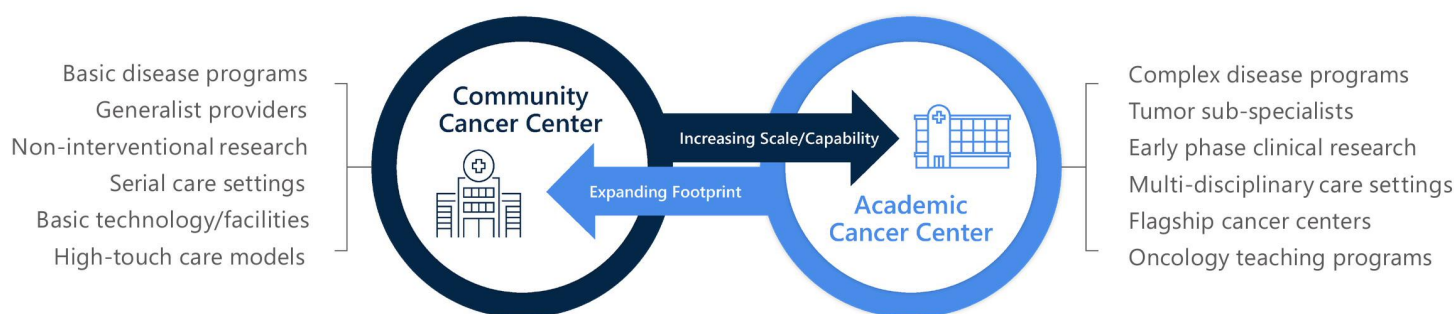 Basic disease programs
Generalist providers
Non-interventional research
Serial care settings
Basic technology/facilities
High-touch care models
Community
Cancer Center
Increasing Scale/Capability
Expanding Footprint
Academic
Cancer Center
Complex disease programs
Tumor sub-specialists
Early phase clinical research
Multi-disciplinary care settings
Flagship cancer centers
Oncology teaching programs